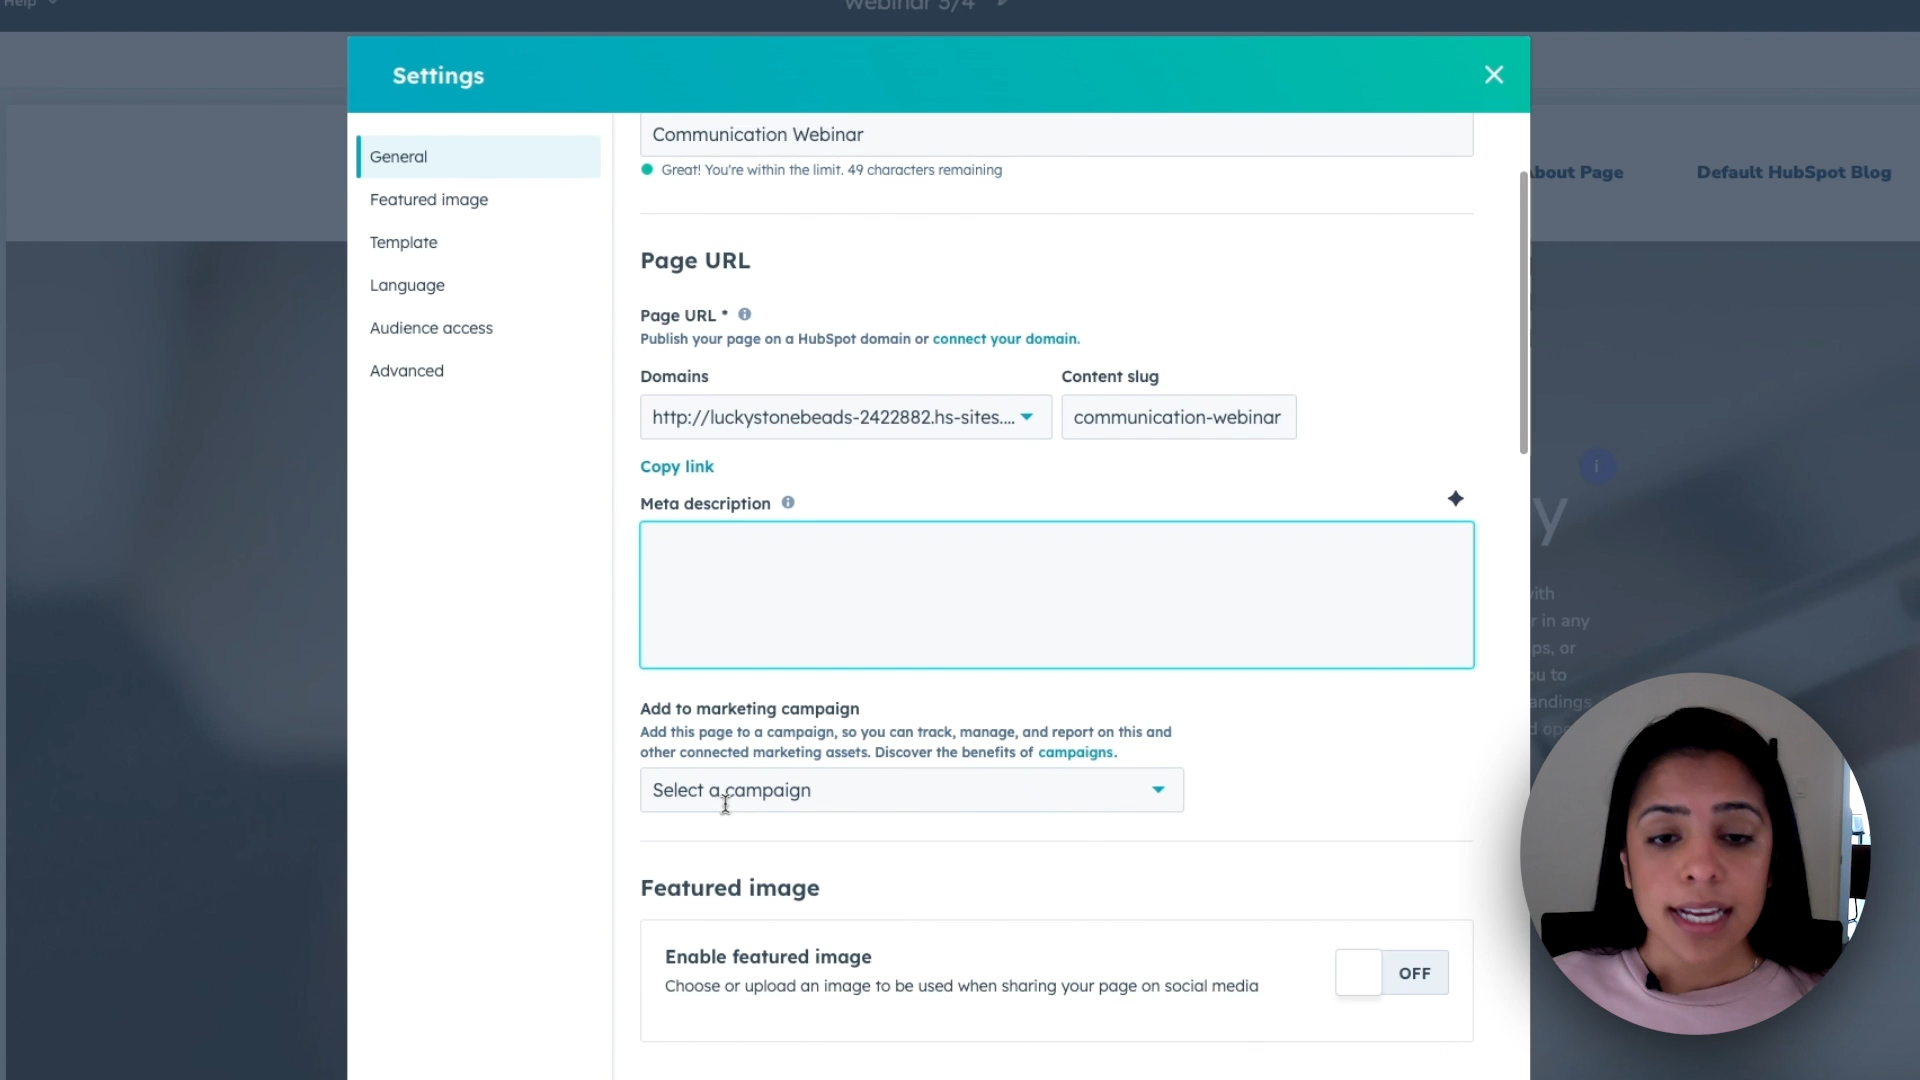 Help
Webinar 3/4
Settings
General
Featured image
Template
Language
Audience access
Advanced
Communication Webinar
Great! You're within the limit. 49 characters remaining
Page URL
Page URL *
Publish your page on a HubSpot domain or connect your domain.
Domains
Content slug
http://luckystonebeads-2422882.hs-sites....
communication-webinar
Copy link
Meta description
Add to marketing campaign
Add this page to a campaign, so you can track, manage, and report on this and
other connected marketing assets. Discover the benefits of campaigns.
Select a campaign
Featured image
Enable featured image
Choose or upload an image to be used when sharing your page on social media
OFF
About Page
Default HubSpot Blog
y
in any
or
to